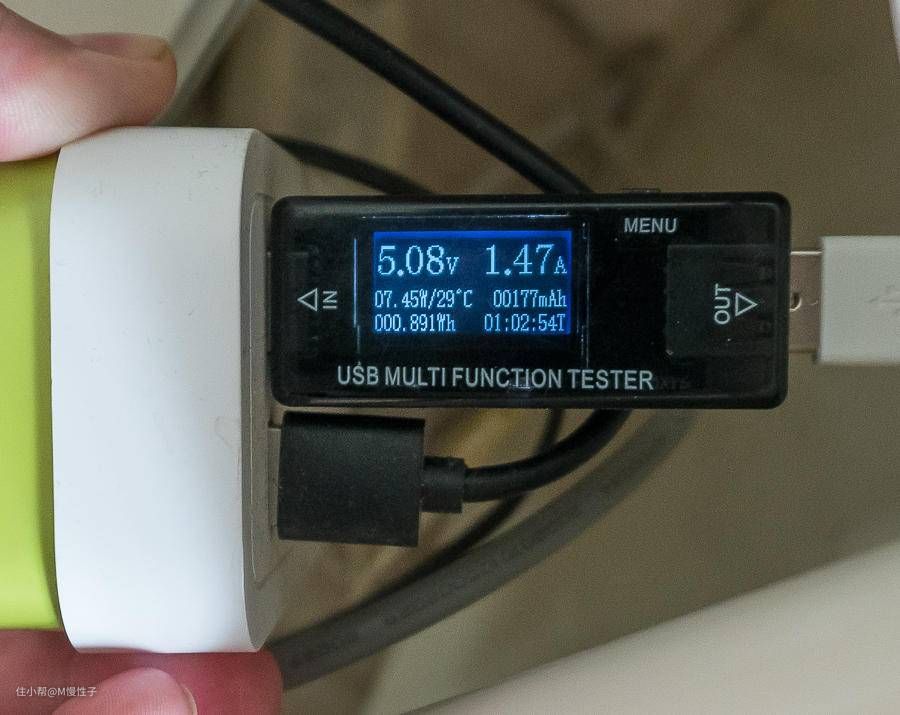 MENU
5.08V 1.47A
07.45W/29°C 00177mAh
000.891Wh 01:02:54T
IN
OUT
USB MULTI FUNCTION TESTER
住小帮@M慢性子